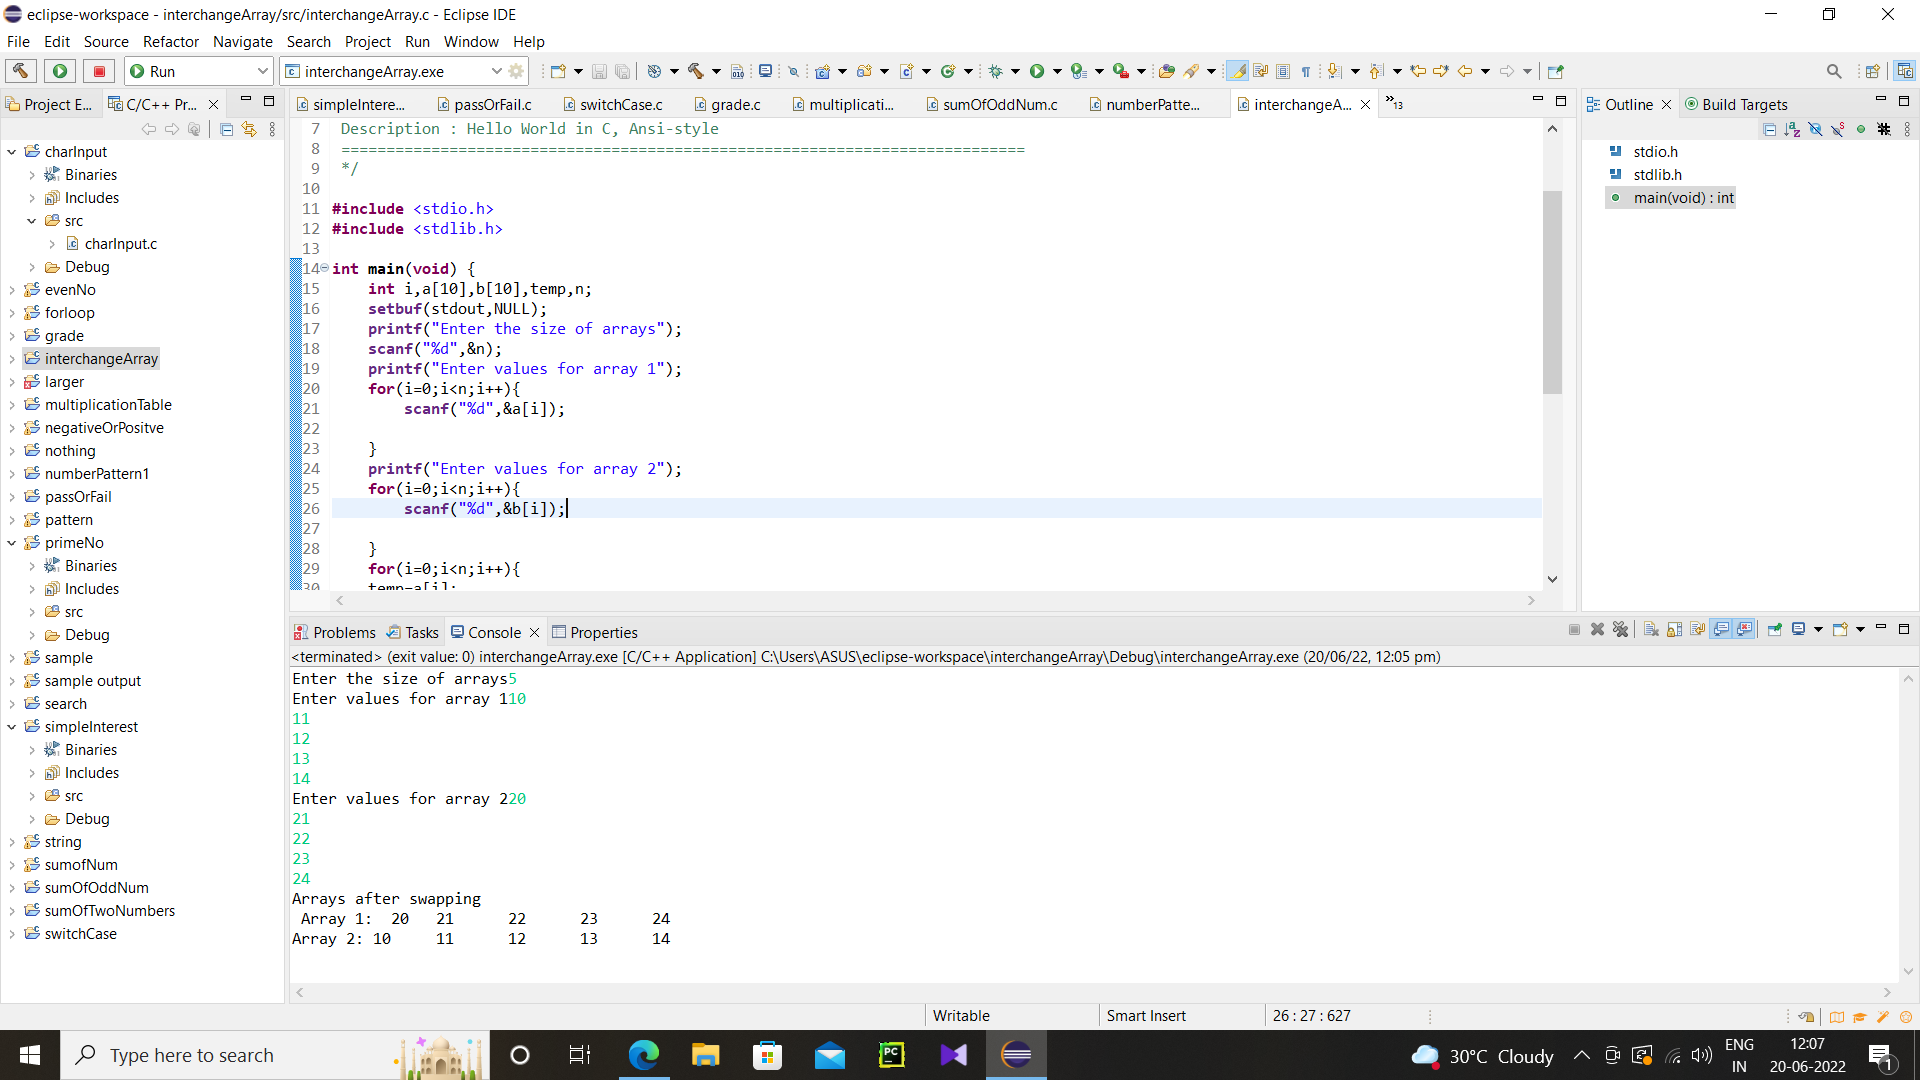 eclipse-workspace - interchangeArray/src/interchangeArray.c - Eclipse IDE
File Edit Source Refactor Navigate Search Project Run Window Help
Run interchangeArray.exe
Project E... C/C++ Pr...
charInput
Binaries
Includes
src
charInput.c
Debug
evenNo
forloop
grade
interchangeArray
larger
multiplicationTable
negativeOrPositve
nothing
numberPattern1
passOrFail
pattern
primeNo
Binaries
Includes
src
Debug
sample
sample output
search
simpleInterest
Binaries
Includes
src
Debug
string
sumofNum
sumOfOddNum
sumOfTwoNumbers
switchCase
simpleIntere... passOrFail.c switchCase.c grade.c multiplicati... sumOfOddNum.c numberPatte... interchangeA... »13
7 Description : Hello World in C, Ansi-style
8 ============================================================================
9 */
10
11 #include <stdio.h>
12 #include <stdlib.h>
13
14 int main(void) {
15 int i,a[10],b[10],temp,n;
16 setbuf(stdout,NULL);
17 printf("Enter the size of arrays");
18 scanf("%d",&n);
19 printf("Enter values for array 1");
20 for(i=0;i<n;i++){
21 scanf("%d",&a[i]);
22
23 }
24 printf("Enter values for array 2");
25 for(i=0;i<n;i++){
26 scanf("%d",&b[i]);
27
28 }
29 for(i=0;i<n;i++){
30 temp=a[i];
Outline Build Targets
stdio.h
stdlib.h
main(void) : int
Problems Tasks Console Properties
<terminated> (exit value: 0) interchangeArray.exe [C/C++ Application] C:\Users\ASUS\eclipse-workspace\interchangeArray\Debug\interchangeArray.exe (20/06/22, 12:05 pm)
Enter the size of arrays5
Enter values for array 110
11
12
13
14
Enter values for array 220
21
22
23
24
Arrays after swapping
Array 1: 20 21 22 23 24
Array 2: 10 11 12 13 14
Writable Smart Insert 26 : 27 : 627
Type here to search
30°C Cloudy
ENG
IN
12:07
20-06-2022
1